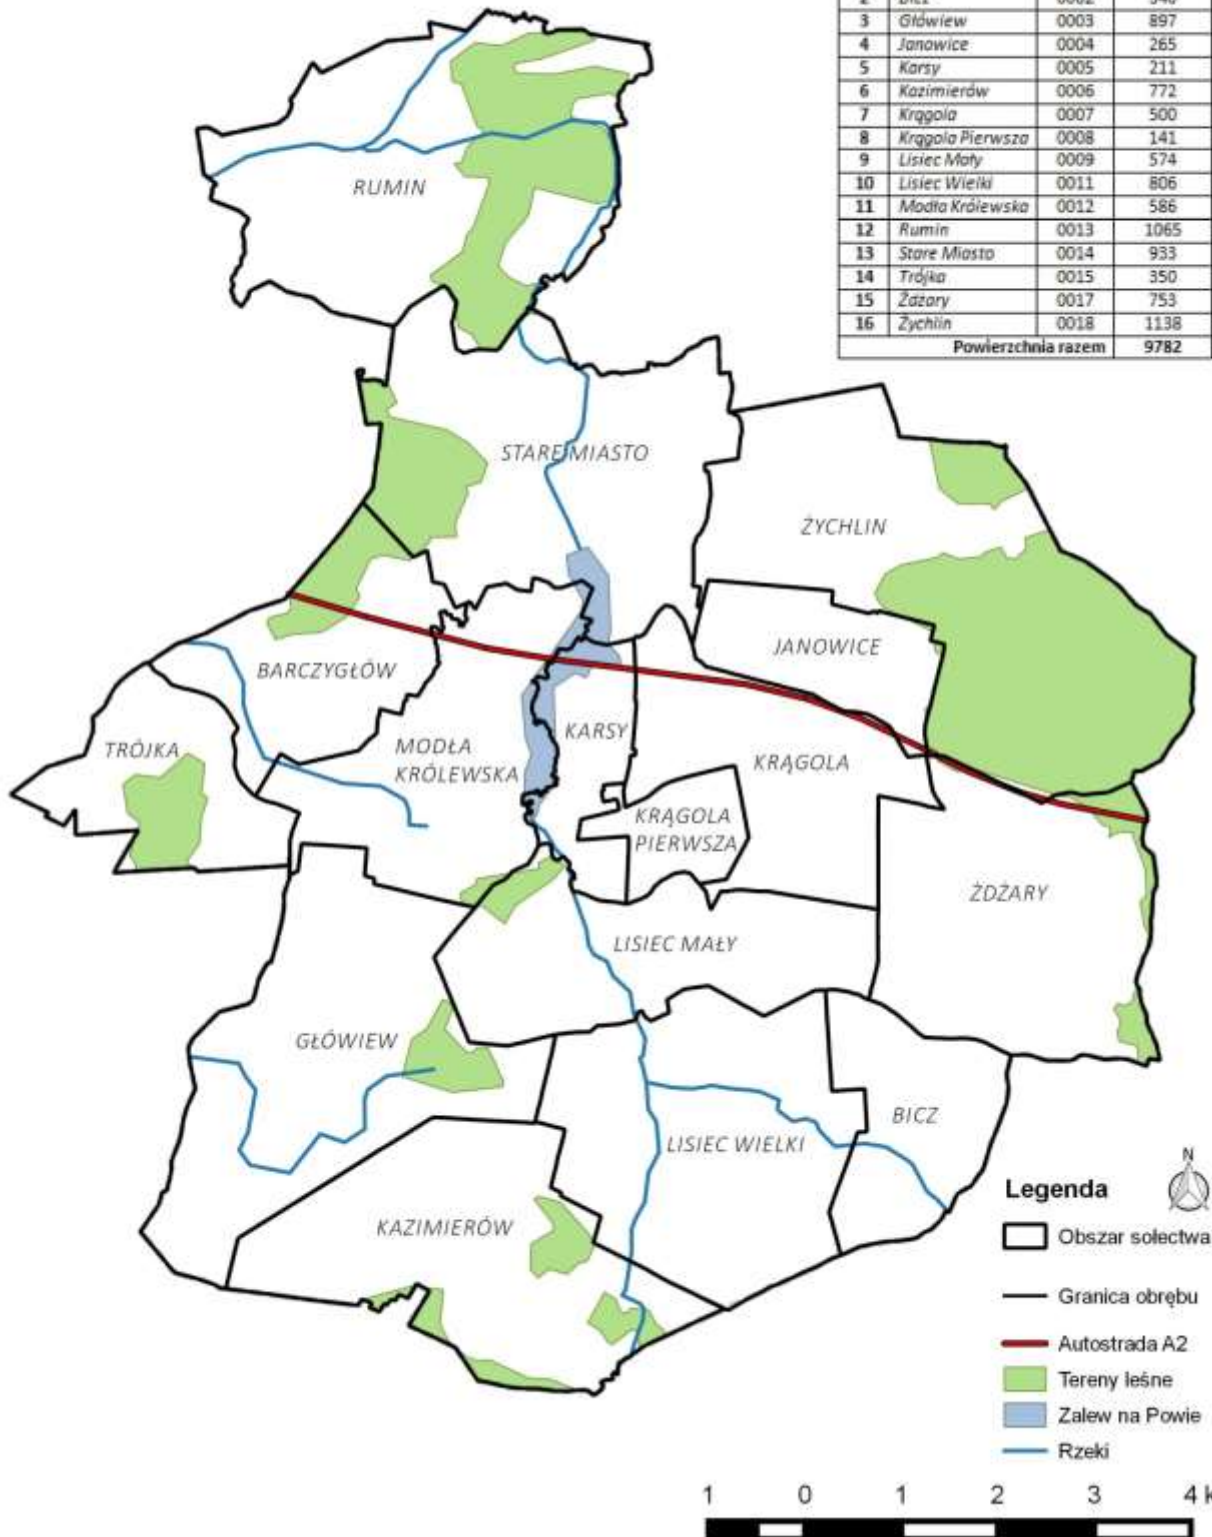 3 Główiew 0003 897
4 Janowice 0004 265
5 Karsy 0005 211
6 Kazimierów 0006 772
7 Krągola 0007 500
8 Krągola Pierwsza 0008 141
9 Lisiec Mały 0009 574
10 Lisiec Wielki 0011 806
11 Modła Królewska 0012 586
12 Rumin 0013 1065
13 Stare Miasto 0014 933
14 Trójka 0015 350
15 Żdżary 0017 753
16 Żychlin 0018 1138
Powierzchnia razem 9782
RUMIN
STARE MIASTO
ŻYCHLIN
JANOWICE
BARCZYGŁÓW
KARSY
TRÓJKA
MODŁA
KRÓLEWSKA
KRĄGOLA
KRĄGOLA
PIERWSZA
ŻDŻARY
LISIEC MAŁY
GŁÓWIEW
BICZ
LISIEC WIELKI
KAZIMIERÓW
N
Legenda
Obszar sołectwa
Granica obrębu
Autostrada A2
Tereny leśne
Zalew na Powie
Rzeki
1 0 1 2 3 4 k